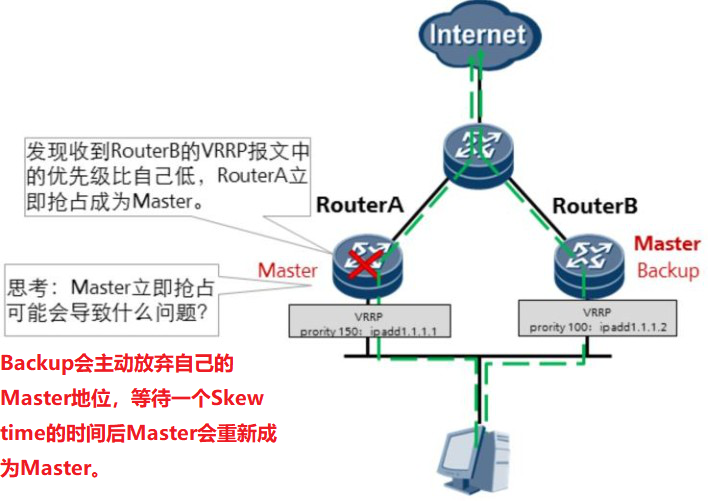 Internet
发现收到RouterB的VRRP报文中
的优先级比自己低，RouterA立
即抢占成为Master。
RouterA
RouterB
Master
Master
Backup
思考：Master立即抢占
可能会导致什么问题？
VRRP
prority 150：ipadd1.1.1.1
VRRP
prority 100：ipadd1.1.1.2
Backup会主动放弃自己的
Master地位，等待一个Skew
time的时间后Master会重新成
为Master。